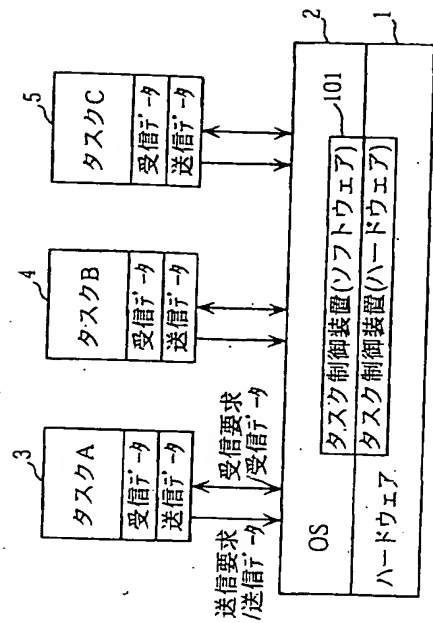 3
タスクA
受信データ
送信データ
4
タスクB
受信データ
送信データ
5
タスクC
受信データ
送信データ
送信要求
/送信データ
受信要求
/受信データ
2
OS
101
タスク制御装置(ソフトウェア)
タスク制御装置(ハードウェア)
1
ハードウェア